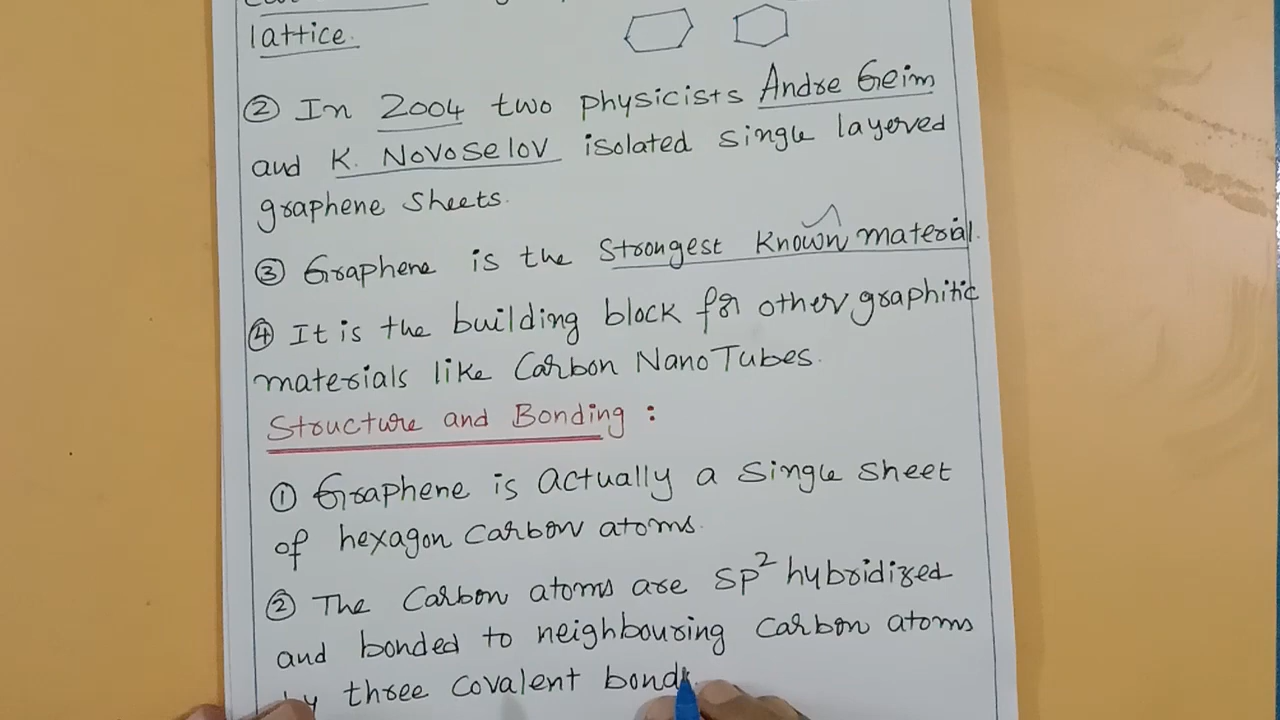 lattice.
② In 2004 two physicists Andre Geim
and K. Novoselov isolated single layered
graphene sheets.
③ Graphene is the strongest known material.
④ It is the building block for other graphitic
materials like Carbon NanoTubes.
Structure and Bonding :
① Graphene is actually a single sheet
of hexagon carbon atoms.
② The Carbon atoms are sp² hybridized
and bonded to neighbouring carbon atoms
by three covalent bond